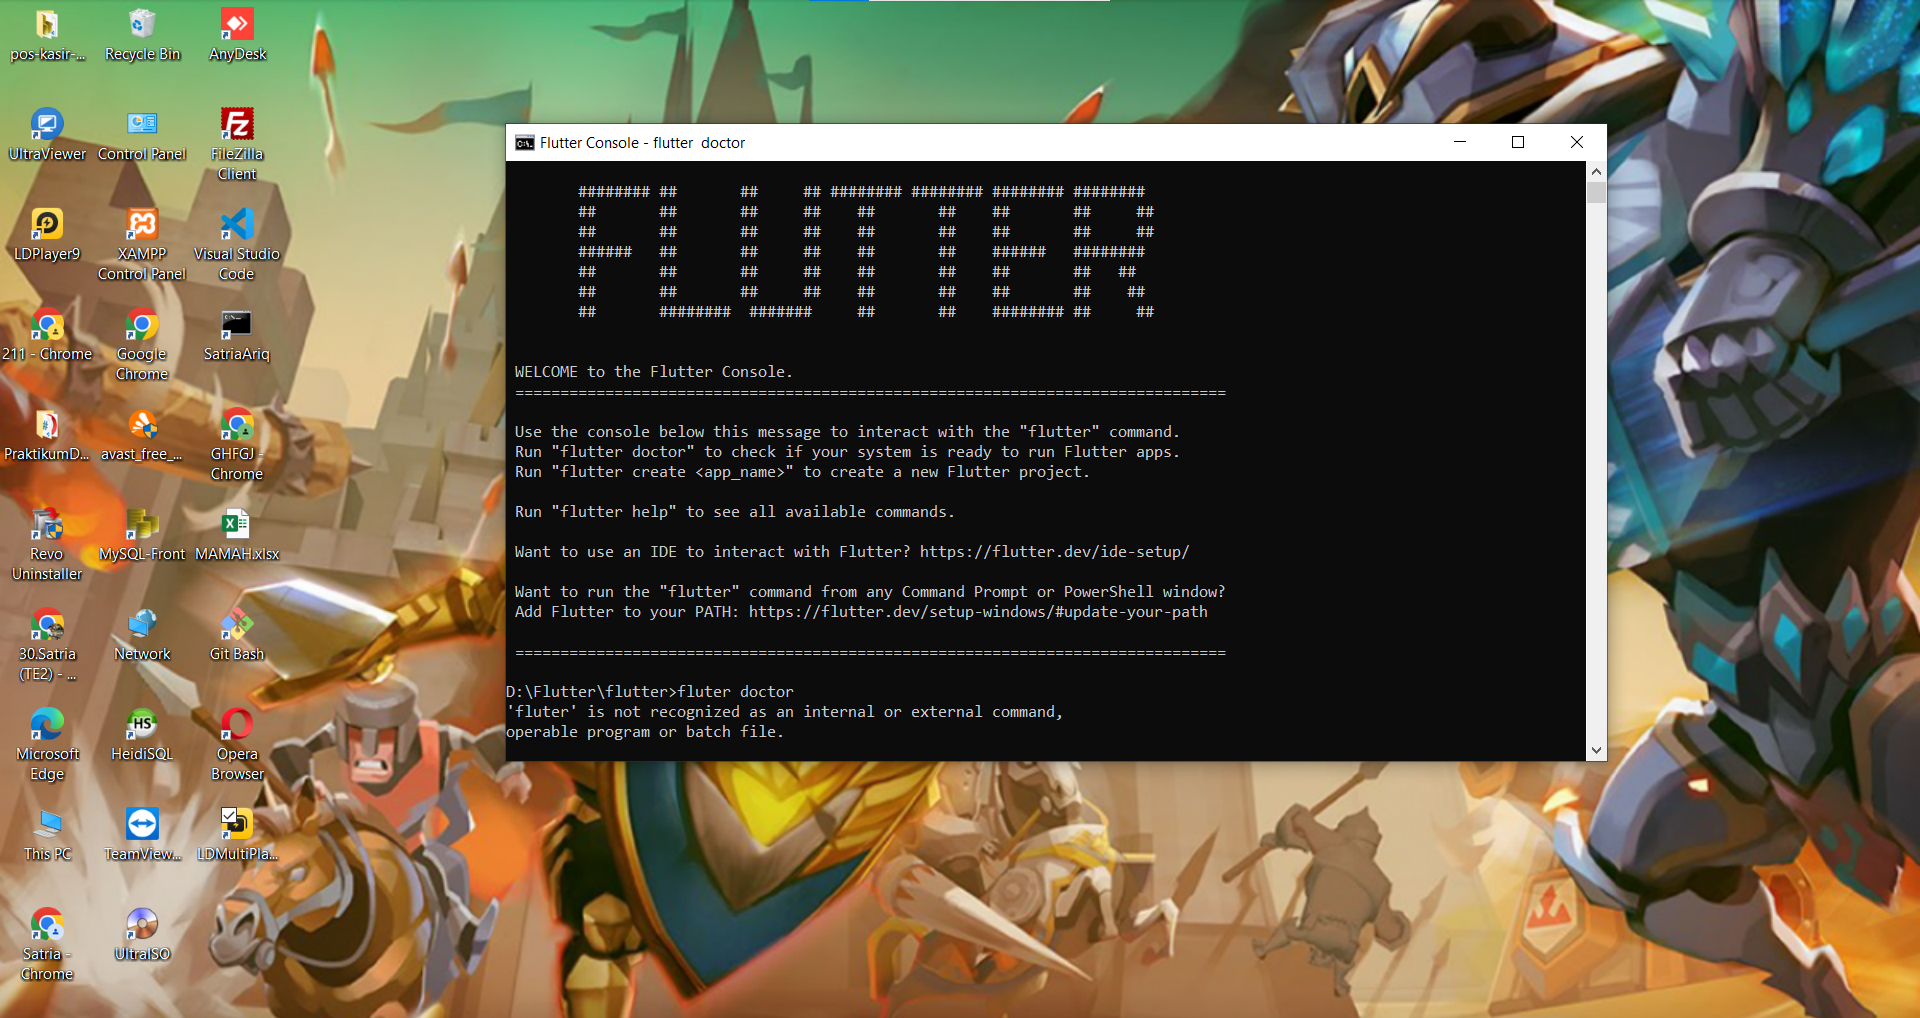 pos-kasir-...
Recycle Bin
AnyDesk
UltraViewer
Control Panel
FileZilla
Client
LDPlayer9
XAMPP
Control Panel
Visual Studio
Code
211 - Chrome
Google
Chrome
SatriaAriq
PraktikumD...
avast_free_...
GHFGJ -
Chrome
Revo
Uninstaller
MySQL-Front
MAMAH.xlsx
30.Satria
(TE2) - ...
Network
Git Bash
Microsoft
Edge
HeidiSQL
Opera
Browser
This PC
TeamView...
LDMultiPla...
Satria -
Chrome
UltraISO
Flutter Console - flutter  doctor
######## ##       ##     ## ######## ######## ######## ########
##       ##       ##     ##    ##       ##    ##       ##     ##
##       ##       ##     ##    ##       ##    ##       ##     ##
######   ##       ##     ##    ##       ##    ######   ########
##       ##       ##     ##    ##       ##    ##       ##   ##
##       ##       ##     ##    ##       ##    ##       ##    ##
##       ########  #######     ##       ##    ######## ##     ##
WELCOME to the Flutter Console.
===============================================================================
Use the console below this message to interact with the "flutter" command.
Run "flutter doctor" to check if your system is ready to run Flutter apps.
Run "flutter create <app_name>" to create a new Flutter project.
Run "flutter help" to see all available commands.
Want to use an IDE to interact with Flutter? https://flutter.dev/ide-setup/
Want to run the "flutter" command from any Command Prompt or PowerShell window?
Add Flutter to your PATH: https://flutter.dev/setup-windows/#update-your-path
===============================================================================
D:\Flutter\flutter>fluter doctor
'fluter' is not recognized as an internal or external command,
operable program or batch file.